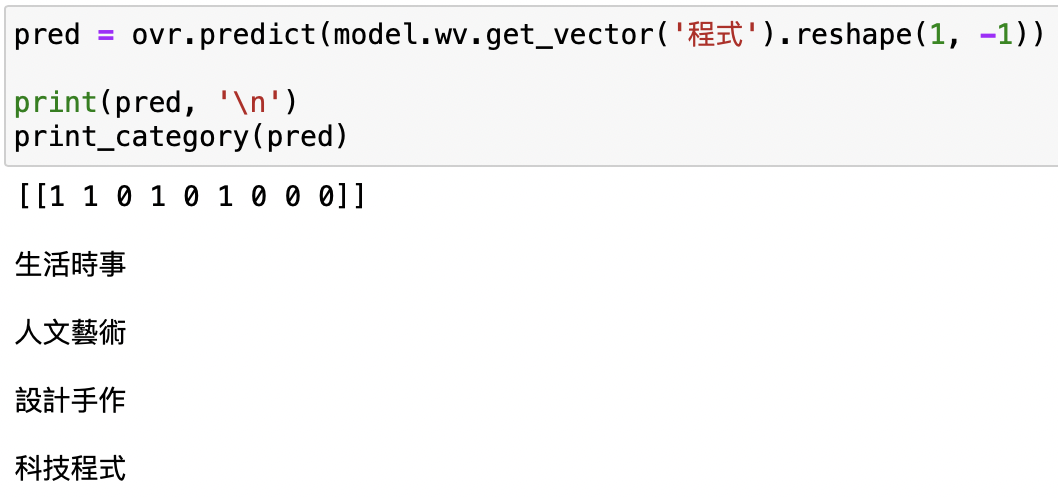 pred = ovr.predict(model.wv.get_vector('程式').reshape(1, -1))
print(pred, '\n')
print_category(pred)
[[1 1 0 1 0 1 0 0 0]]
生活時事
人文藝術
設計手作
科技程式